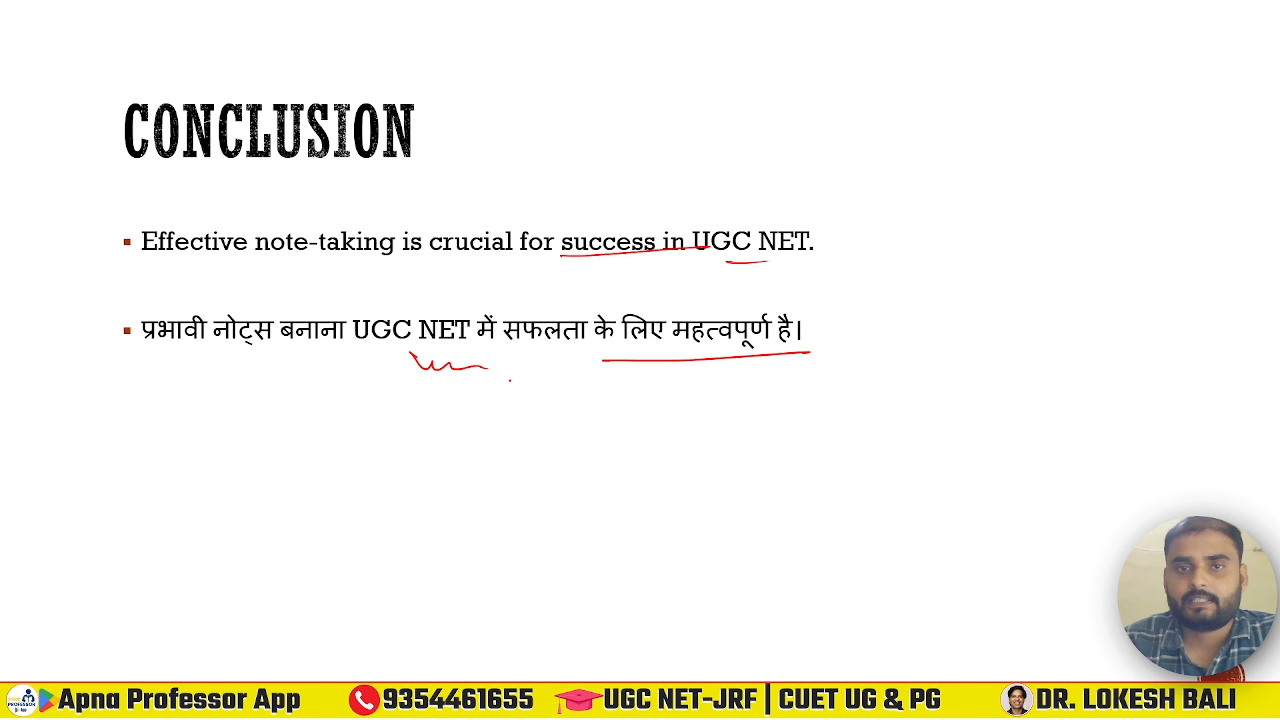 CONCLUSION
Effective note-taking is crucial for success in UGC NET.
प्रभावी नोट्स बनाना UGC NET में सफलता के लिए महत्वपूर्ण है।
Apna Professor App 9354461655 UGC NET-JRF | CUET UG & PG DR. LOKESH BALI